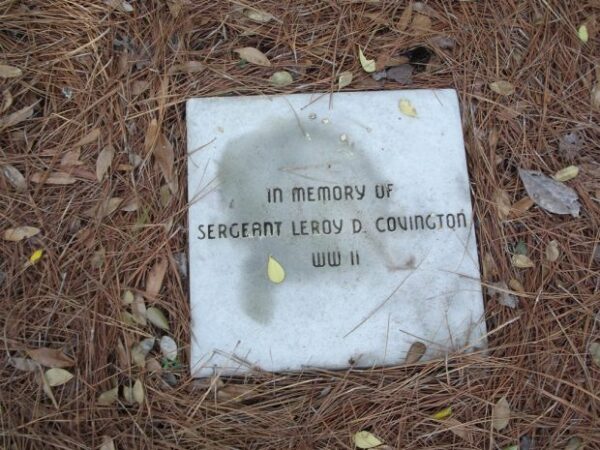 IN MEMORY OF
SERGEANT LEROY D. COVINGTON
WW II